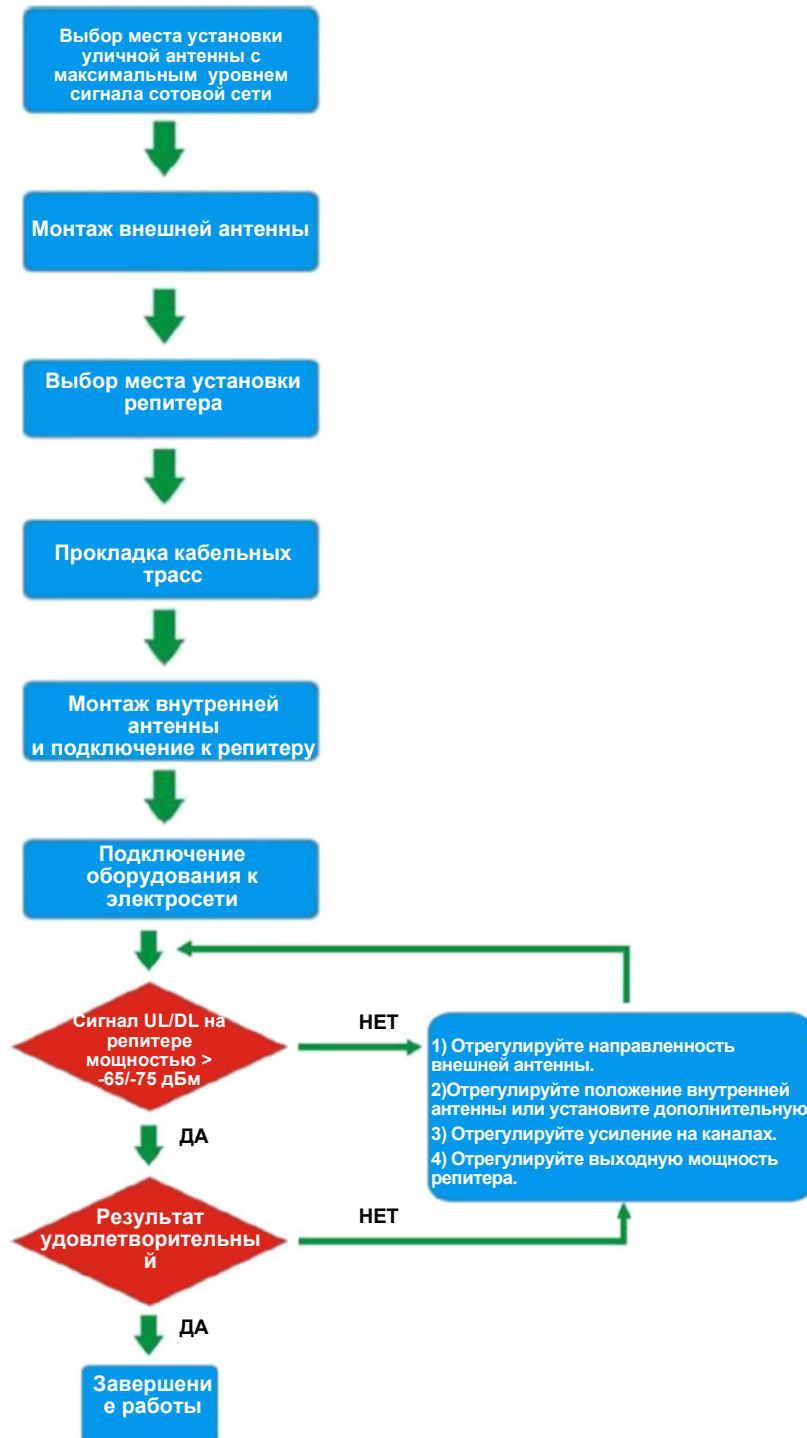 Выбор места установки
уличной антенны с
максимальным уровнем
сигнала сотовой сети
Монтаж внешней антенны
Выбор места установки
репитера
Прокладка кабельных
трасс
Монтаж внутренней
антенны
и подключение к репитеру
Подключение
оборудования к
электросети
Сигнал UL/DL на
репитере
мощностью >
-65/-75 дБм
НЕТ
1) Отрегулируйте направленность
внешней антенны.
2)Отрегулируйте положение внутренней
антенны или установите дополнительную
3) Отрегулируйте усиление на каналах.
4) Отрегулируйте выходную мощность
репитера.
ДА
Результат
удовлетворительны
й
НЕТ
ДА
Завершени
е работы